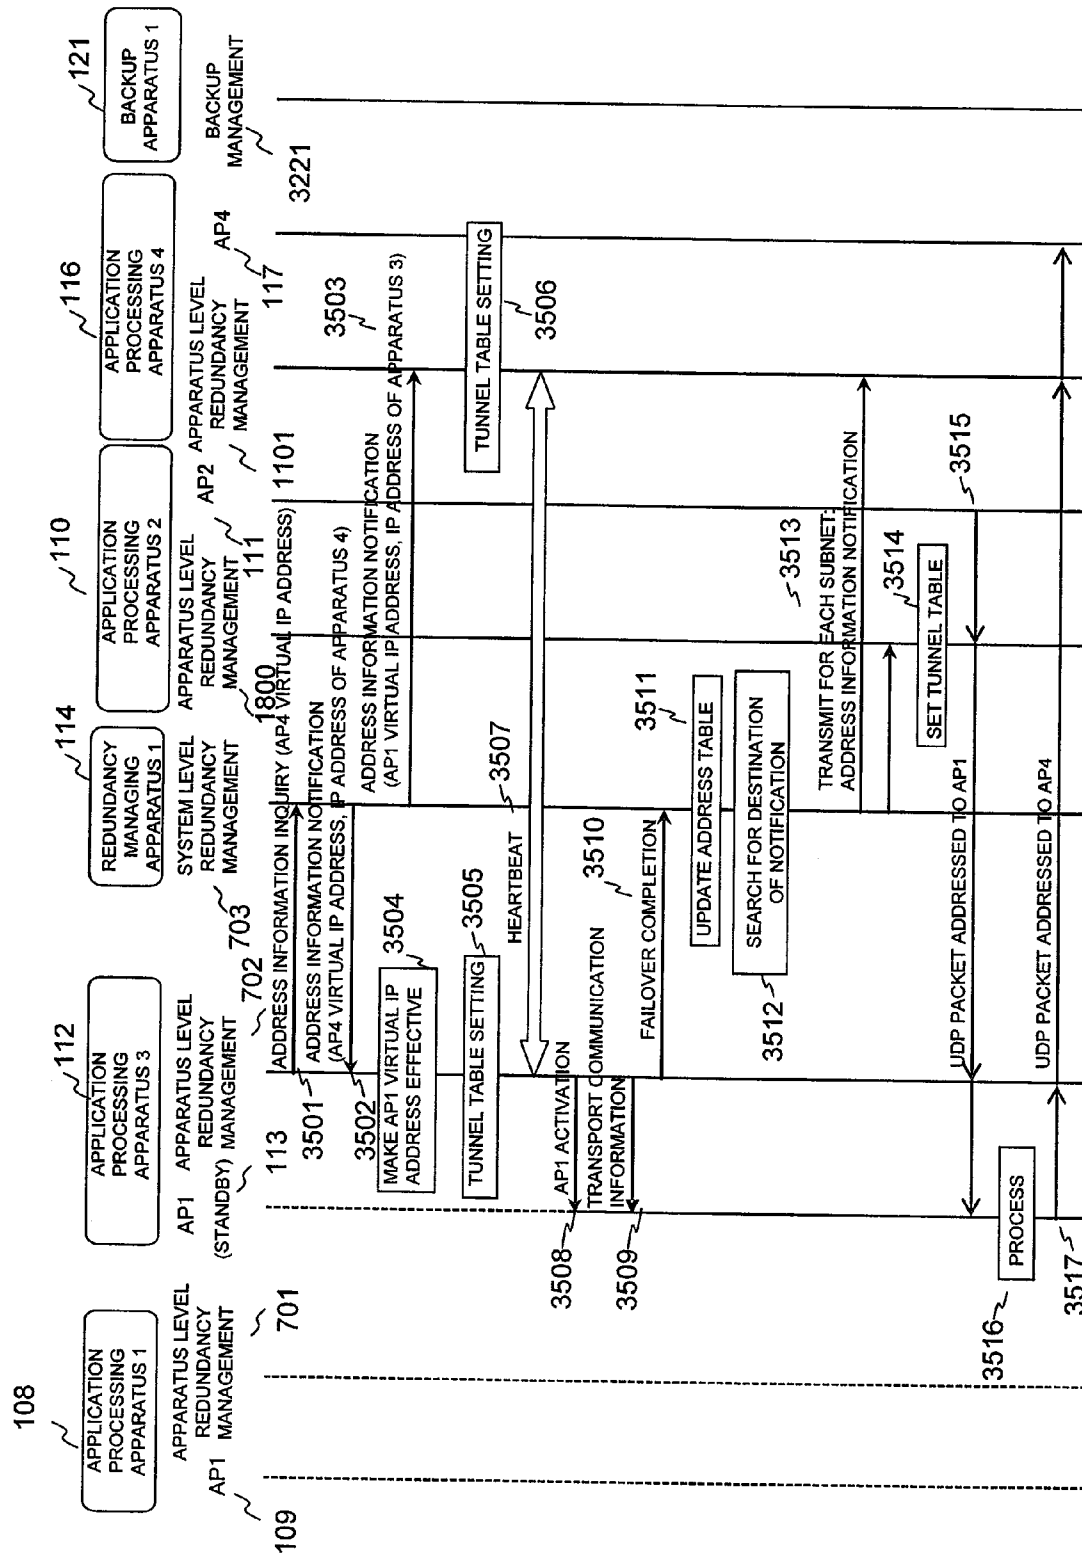 108
APPLICATION
PROCESSING
APPARATUS 1
109
AP1
APPARATUS LEVEL
REDUNDANCY
MANAGEMENT
701
112
APPLICATION
PROCESSING
APPARATUS 3
AP1
(STANDBY)
113
APPARATUS LEVEL
REDUNDANCY
MANAGEMENT
702
114
REDUNDANCY
MANAGING
APPARATUS 1
SYSTEM LEVEL
REDUNDANCY
MANAGEMENT
703
110
APPLICATION
PROCESSING
APPARATUS 2
APPARATUS LEVEL
REDUNDANCY
MANAGEMENT
1800
AP2
111
116
APPLICATION
PROCESSING
APPARATUS 4
APPARATUS LEVEL
REDUNDANCY
MANAGEMENT
1101
AP4
117
121
BACKUP
APPARATUS 1
BACKUP
MANAGEMENT
3221
ADDRESS INFORMATION INQUIRY (AP4 VIRTUAL IP ADDRESS)
3501
ADDRESS INFORMATION NOTIFICATION
(AP4 VIRTUAL IP ADDRESS, IP ADDRESS OF APPARATUS 4)
3502
3503
ADDRESS INFORMATION NOTIFICATION
(AP1 VIRTUAL IP ADDRESS, IP ADDRESS OF APPARATUS 3)
3504
MAKE AP1 VIRTUAL IP
ADDRESS EFFECTIVE
TUNNEL TABLE SETTING
3505
TUNNEL TABLE SETTING
3506
HEARTBEAT
3507
AP1 ACTIVATION
3508
TRANSPORT COMMUNICATION
INFORMATION
3509
3510
FAILOVER COMPLETION
3511
UPDATE ADDRESS TABLE
SEARCH FOR DESTINATION
OF NOTIFICATION
3512
3513
TRANSMIT FOR EACH SUBNET:
ADDRESS INFORMATION NOTIFICATION
3514
SET TUNNEL TABLE
3515
UDP PACKET ADDRESSED TO AP1
PROCESS
3516
UDP PACKET ADDRESSED TO AP4
3517